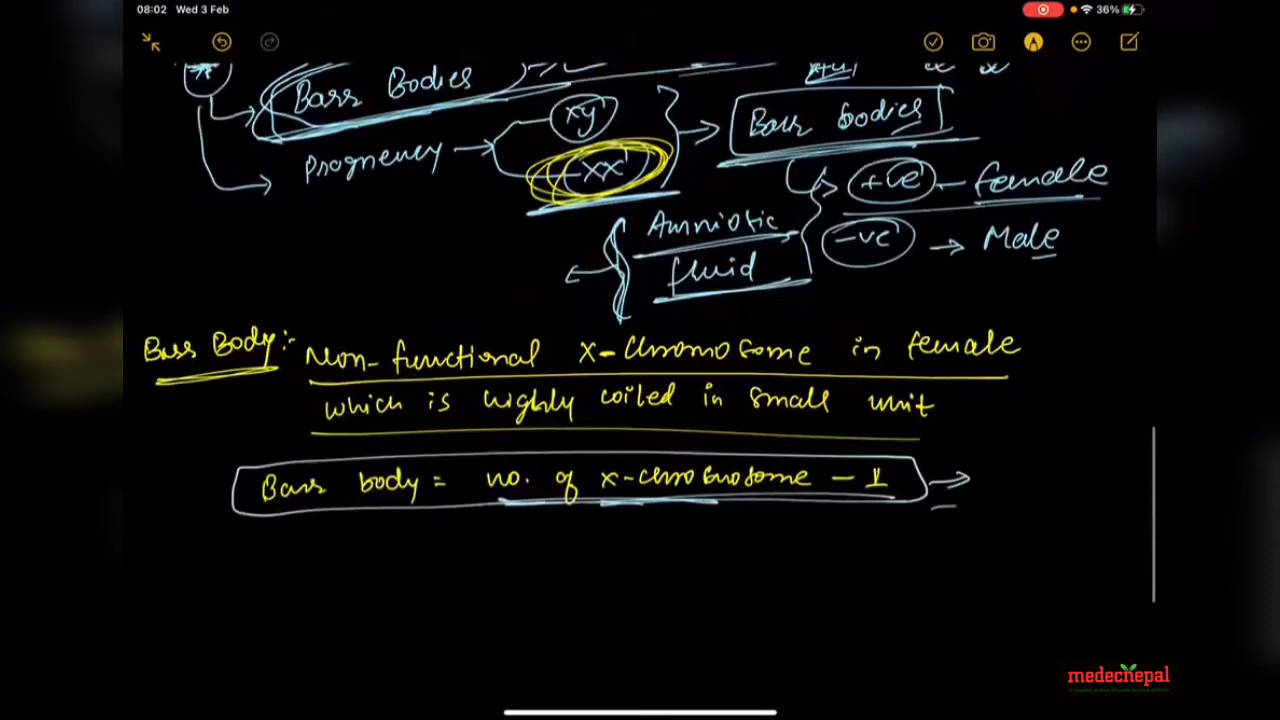 08:02 Wed 3 Feb
36%
Barr Bodies
xy
Barr bodies
Pregnency
xx
+ve - female
Amniotic
-ve → Male
fluid
Barr Body:- Non-functional x-chromosome in female
which is highly coiled in small unit
Barr body = no. of x-chromosome - 1
medecnepal